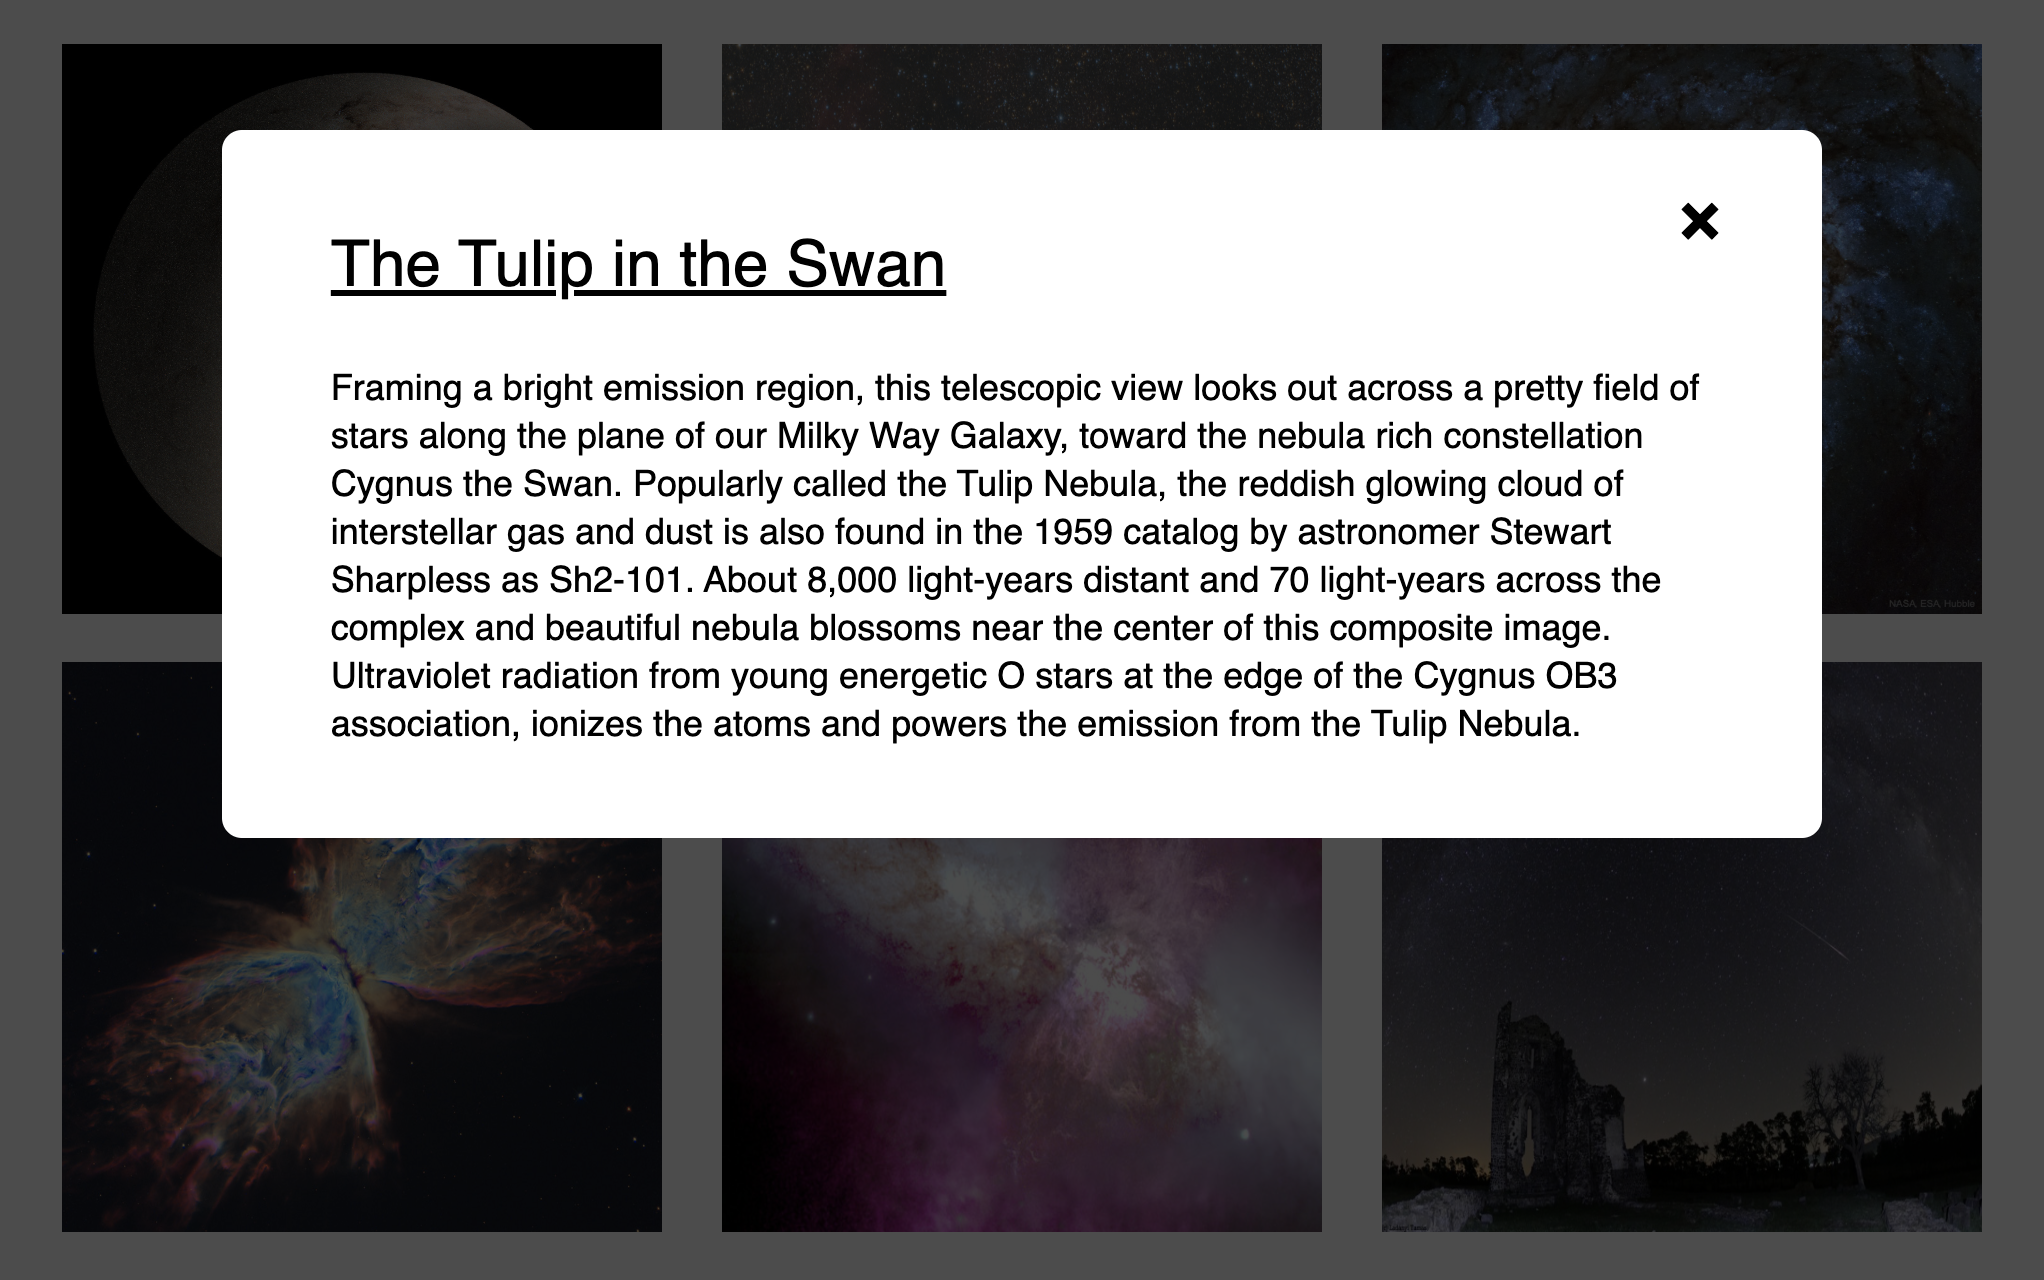 The Tulip in the Swan
Framing a bright emission region, this telescopic view looks out across a pretty field of
stars along the plane of our Milky Way Galaxy, toward the nebula rich constellation
Cygnus the Swan. Popularly called the Tulip Nebula, the reddish glowing cloud of
interstellar gas and dust is also found in the 1959 catalog by astronomer Stewart
Sharpless as Sh2-101. About 8,000 light-years distant and 70 light-years across the
complex and beautiful nebula blossoms near the center of this composite image.
Ultraviolet radiation from young energetic O stars at the edge of the Cygnus OB3
association, ionizes the atoms and powers the emission from the Tulip Nebula.
NASA, ESA, Hubble